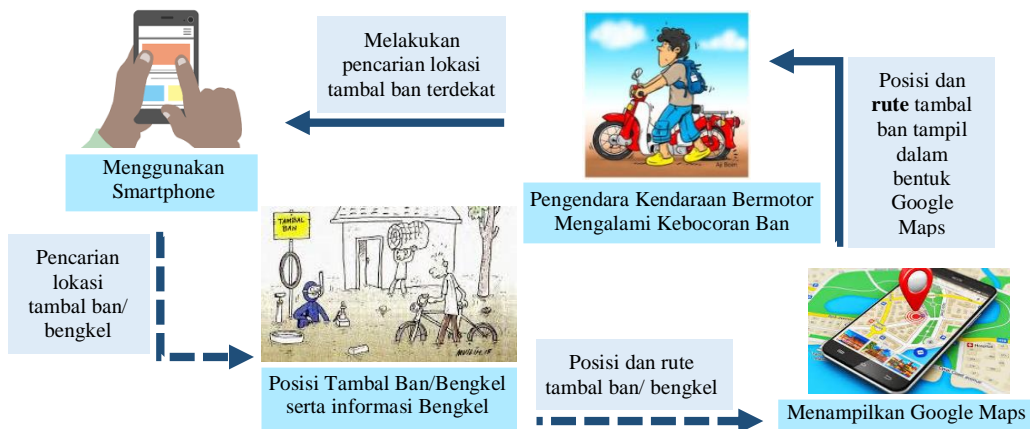 Melakukan
pencarian lokasi
tambal ban terdekat
Posisi dan
rute tambal
ban tampil
dalam
bentuk
Google
Maps
Menggunakan
Smartphone
Aji Bsam
Pengendara Kendaraan Bermotor
Mengalami Kebocoran Ban
Pencarian
lokasi
tambal ban/
bengkel
TAMBAL
BAN
Posisi Tambal Ban/Bengkel
serta informasi Bengkel
Posisi dan rute
tambal ban/ bengkel
Menampilkan Google Maps